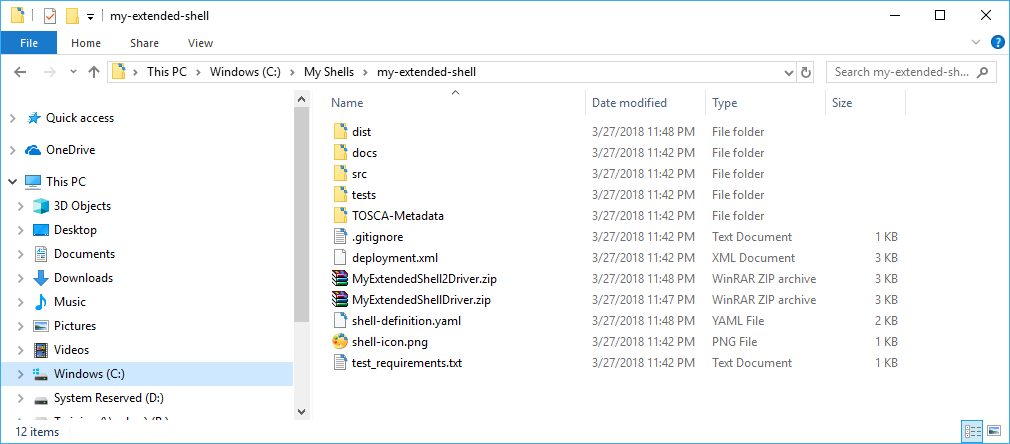 my-extended-shell
File Home Share View
This PC Windows (C:) My Shells my-extended-shell Search my-extended-sh...
Name Date modified Type Size
Quick access
OneDrive
This PC
3D Objects
Desktop
Documents
Downloads
Music
Pictures
Videos
Windows (C:)
System Reserved (D:)
dist 3/27/2018 11:48 PM File folder
docs 3/27/2018 11:42 PM File folder
src 3/27/2018 11:42 PM File folder
tests 3/27/2018 11:42 PM File folder
TOSCA-Metadata 3/27/2018 11:42 PM File folder
.gitignore 3/27/2018 11:42 PM Text Document 1 KB
deployment.xml 3/27/2018 11:42 PM XML Document 3 KB
MyExtendedShell2Driver.zip 3/27/2018 11:48 PM WinRAR ZIP archive 3 KB
MyExtendedShellDriver.zip 3/27/2018 11:47 PM WinRAR ZIP archive 3 KB
shell-definition.yaml 3/27/2018 11:48 PM YAML File 2 KB
shell-icon.png 3/27/2018 11:42 PM PNG File 1 KB
test_requirements.txt 3/27/2018 11:42 PM Text Document 1 KB
12 items